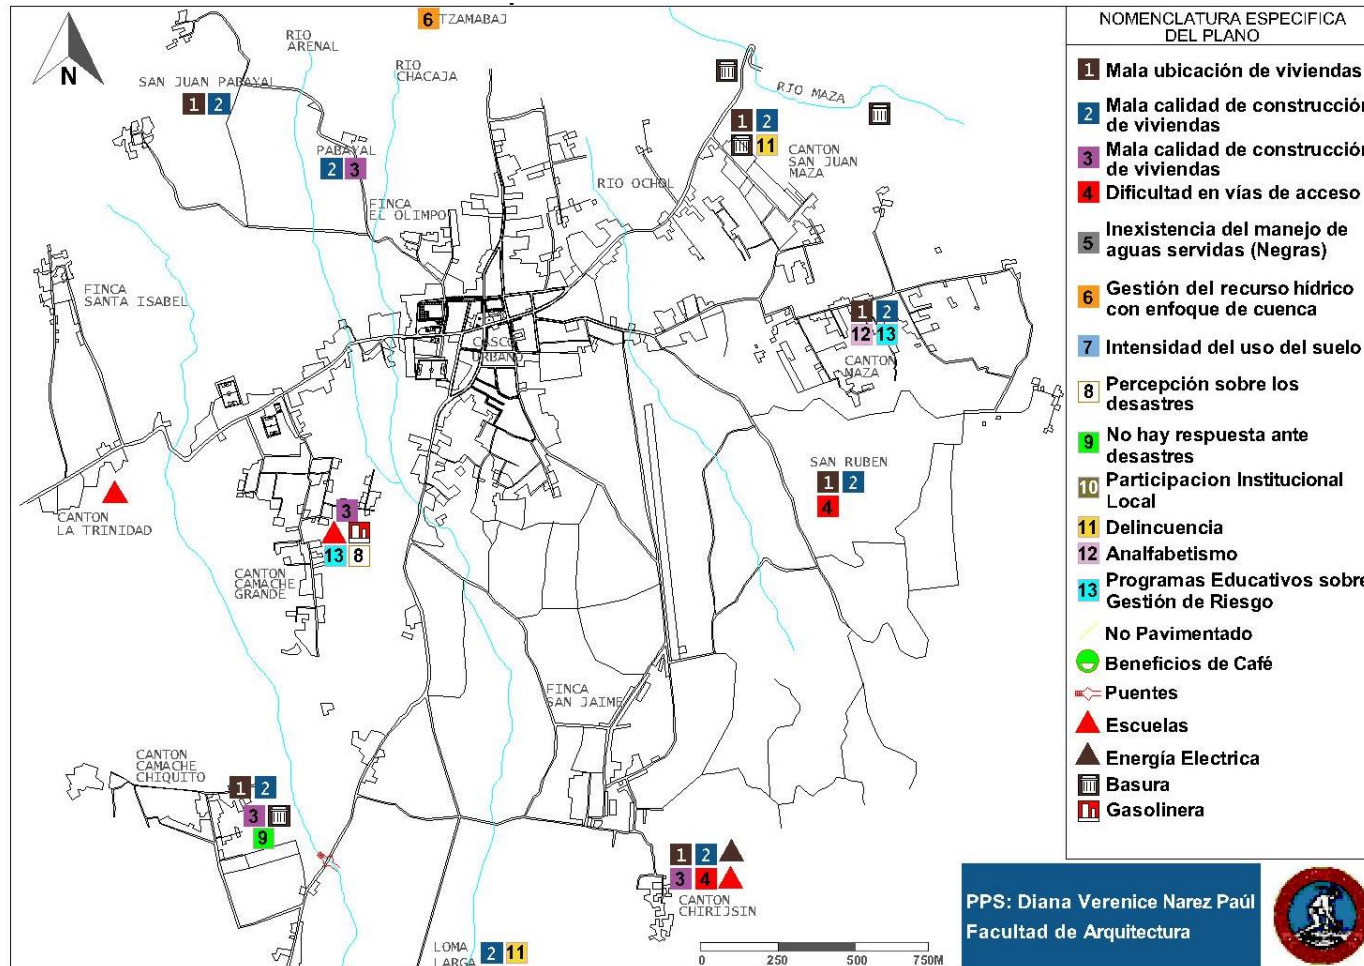 6 TZAMABAJ
RIO
ARENAL
RIO
CHACAJA
N
SAN JUAN PABAYAL
1 2
PABAYAL
2 3
FINCA
EL OLIMPO
RIO MAZA
1 2
11
CANTON
SAN JUAN
MAZA
RIO OCHOL
FINCA
SANTA ISABEL
CASCO
URBANO
1 2
12 13
CANTON
MAZA
SAN RUBEN
1 2
4
CANTON
LA TRINIDAD
3
13 8
CANTON
CAMACHE
GRANDE
FINCA
SAN JAIME
CANTON
CAMACHE
CHIQUITO
1 2
3
9
1 2
3 4
CANTON
CHIRIJSIN
LOMA
LARGA
2 11
0 250 500 750M
NOMENCLATURA ESPECIFICA
DEL PLANO
1 Mala ubicación de viviendas
2 Mala calidad de construcción
de viviendas
3 Mala calidad de construcción
de viviendas
4 Dificultad en vías de acceso
5 Inexistencia del manejo de
aguas servidas (Negras)
6 Gestión del recurso hídrico
con enfoque de cuenca
7 Intensidad del uso del suelo
8 Percepción sobre los
desastres
9 No hay respuesta ante
desastres
10 Participacion Institucional
Local
11 Delincuencia
12 Analfabetismo
13 Programas Educativos sobre
Gestión de Riesgo
No Pavimentado
Beneficios de Café
Puentes
Escuelas
Energía Electrica
Basura
Gasolinera
PPS: Diana Verenice Narez Paúl
Facultad de Arquitectura